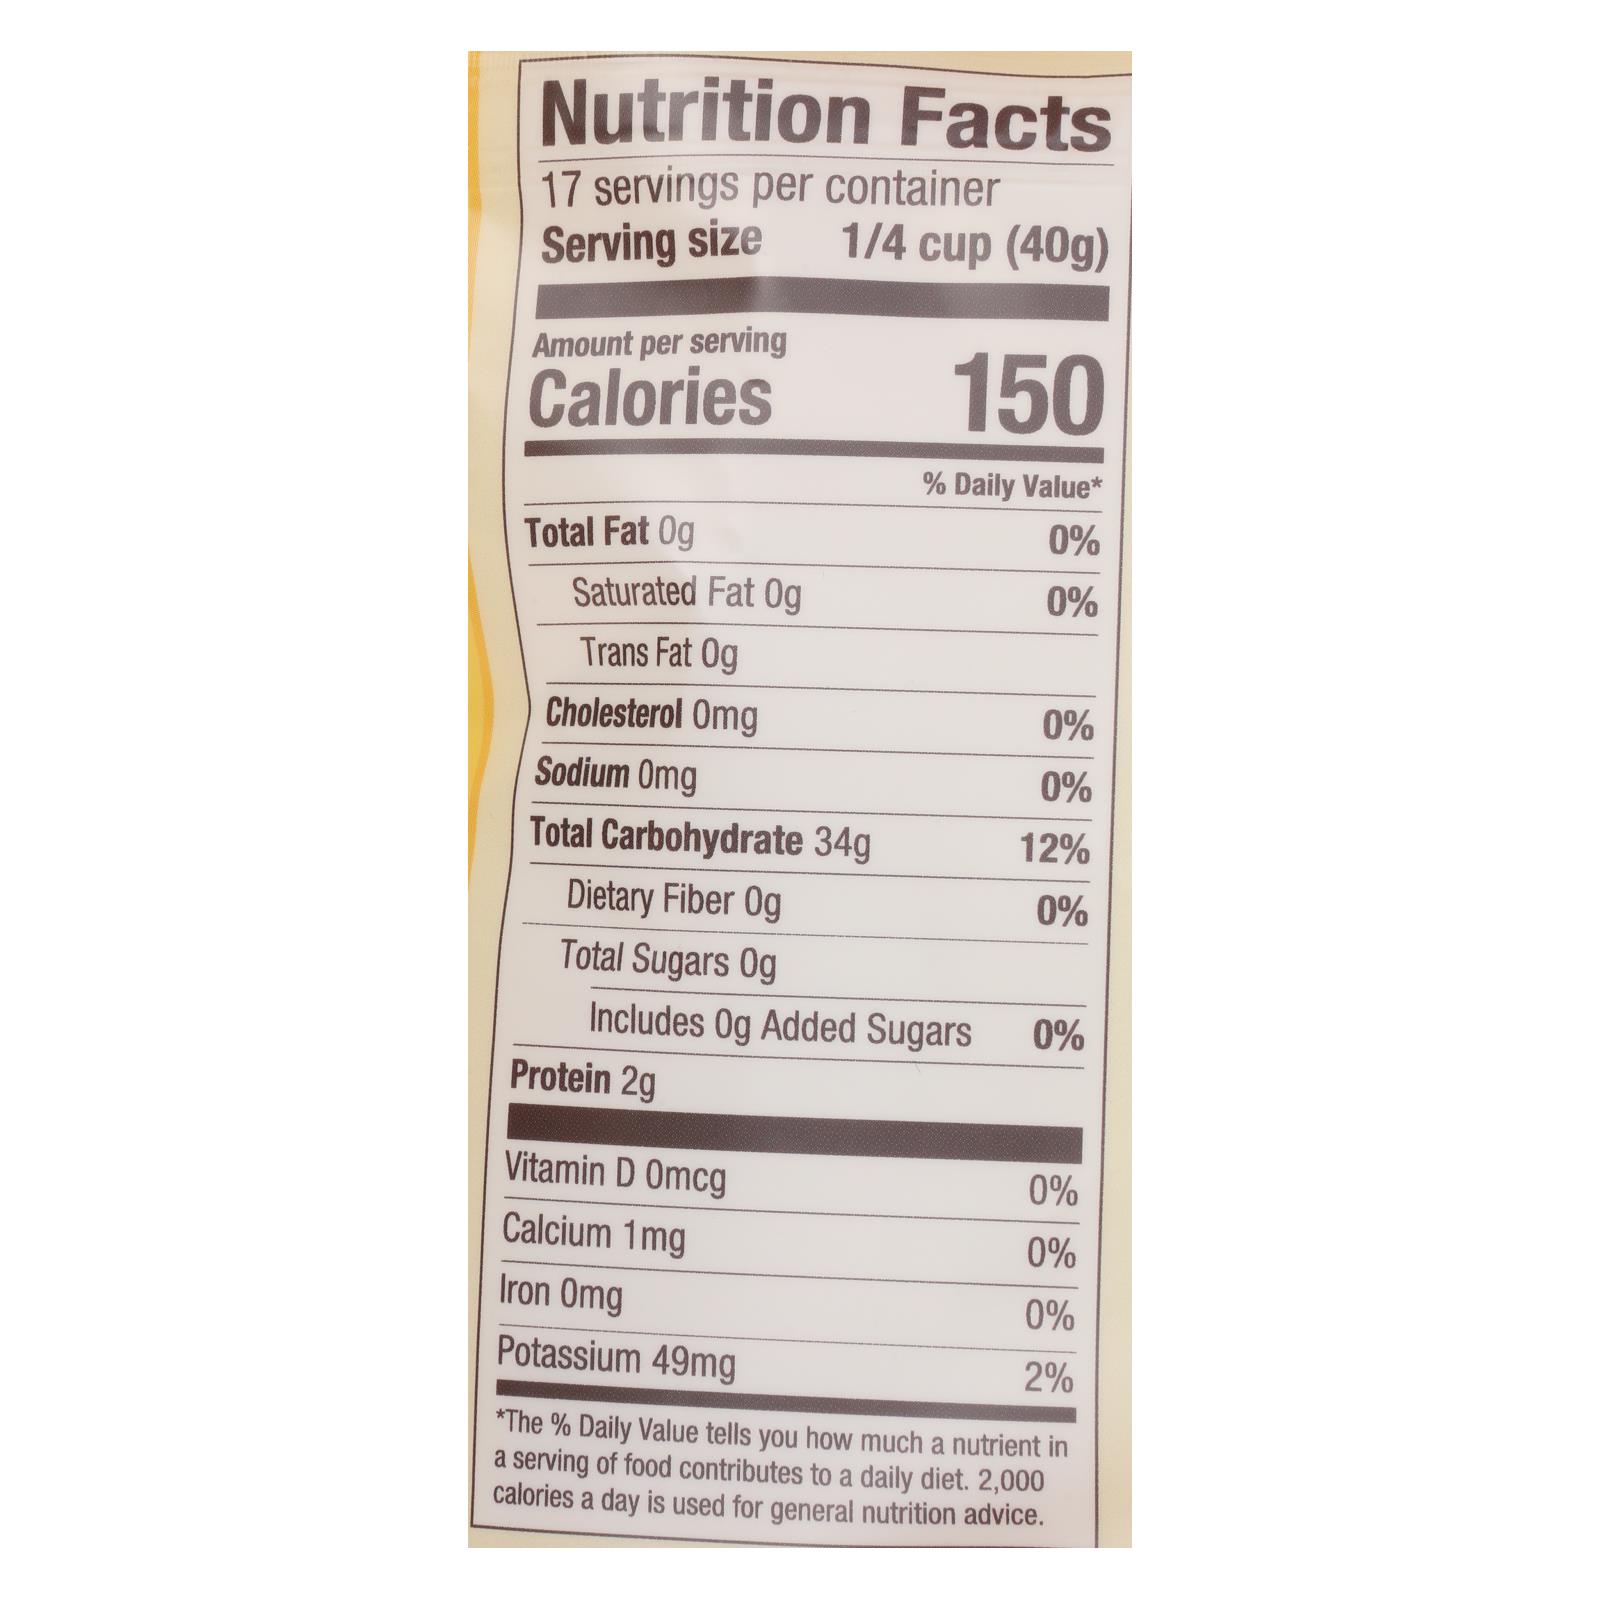 Nutrition Facts
17 servings per container
Serving size 1/4 cup (40g)
Amount per serving
Calories 150
% Daily Value*
Total Fat 0g 0%
Saturated Fat 0g 0%
Trans Fat 0g
Cholesterol 0mg 0%
Sodium 0mg 0%
Total Carbohydrate 34g 12%
Dietary Fiber 0g 0%
Total Sugars 0g
Includes 0g Added Sugars 0%
Protein 2g
Vitamin D 0mcg 0%
Calcium 1mg 0%
Iron 0mg 0%
Potassium 49mg 2%
*The % Daily Value tells you how much a nutrient in
a serving of food contributes to a daily diet. 2,000
calories a day is used for general nutrition advice.